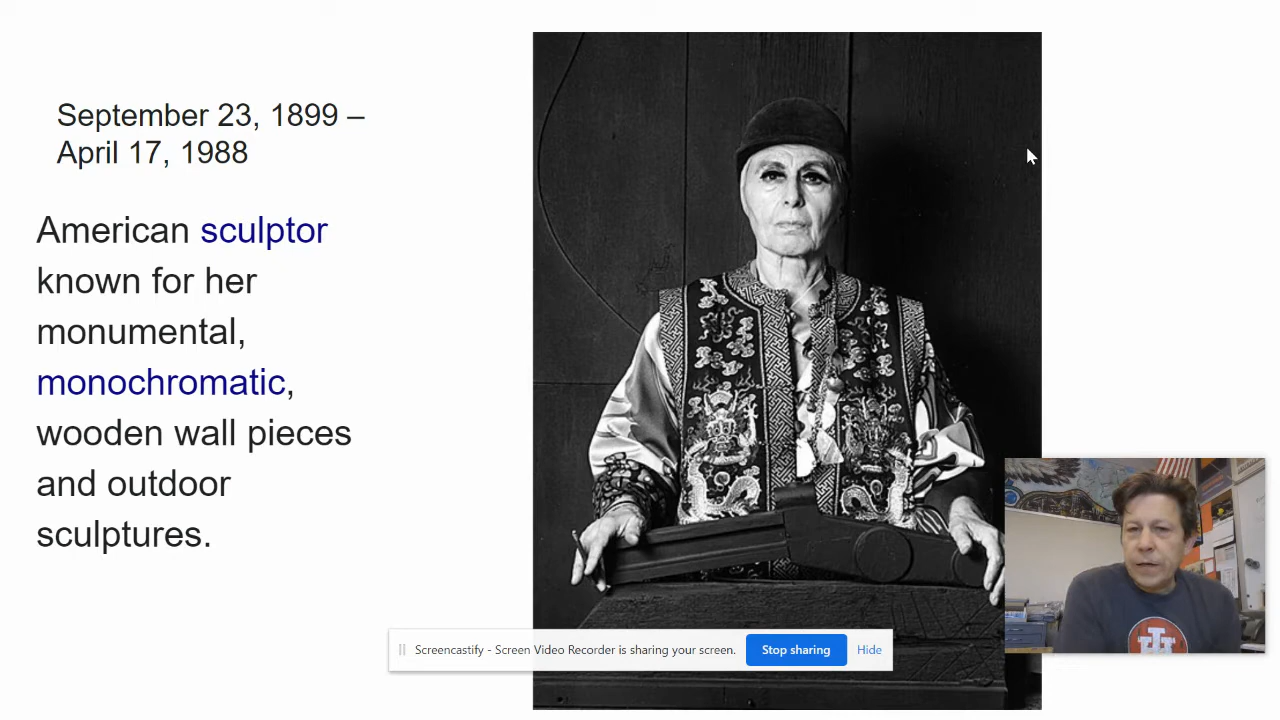 September 23, 1899 –
April 17, 1988
American sculptor
known for her
monumental,
monochromatic,
wooden wall pieces
and outdoor
sculptures.
Screencastify - Screen Video Recorder is sharing your screen.
Stop sharing
Hide